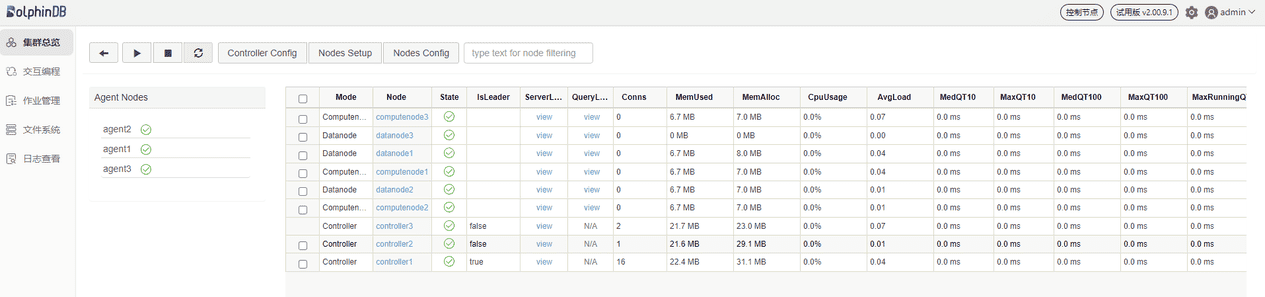 DolphinDB 控制节点 试用版 v2.00.9.1 admin
集群总览
交互编程
作业管理
文件系统
日志查看
Controller Config Nodes Setup Nodes Config type text for node filtering
Agent Nodes
agent2
agent1
agent3
Mode Node State IsLeader ServerL... QueryL... Conns MemUsed MemAlloc CpuUsage AvgLoad MedQT10 MaxQT10 MedQT100 MaxQT100 MaxRunningQ
Computen... computenode3 view view 0 6.7 MB 7.0 MB 0.0% 0.07 0.0 ms 0.0 ms 0.0 ms 0.0 ms 0.0 ms
Datanode datanode3 view view 0 0 MB 0 MB 0.0% 0.00 0.0 ms 0.0 ms 0.0 ms 0.0 ms 0.0 ms
Datanode datanode1 view view 0 6.7 MB 8.0 MB 0.0% 0.04 0.0 ms 0.0 ms 0.0 ms 0.0 ms 0.0 ms
Computen... computenode1 view view 0 6.7 MB 7.0 MB 0.0% 0.04 0.0 ms 0.0 ms 0.0 ms 0.0 ms 0.0 ms
Datanode datanode2 view view 0 6.7 MB 7.0 MB 0.0% 0.01 0.0 ms 0.0 ms 0.0 ms 0.0 ms 0.0 ms
Computen... computenode2 view view 0 6.7 MB 7.0 MB 0.0% 0.01 0.0 ms 0.0 ms 0.0 ms 0.0 ms 0.0 ms
Controller controller3 false view N/A 2 21.7 MB 23.0 MB 0.0% 0.07 0.0 ms 0.0 ms 0.0 ms 0.0 ms 0.0 ms
Controller controller2 false view N/A 1 21.6 MB 29.1 MB 0.0% 0.01 0.0 ms 0.0 ms 0.0 ms 0.0 ms 0.0 ms
Controller controller1 true view N/A 16 22.4 MB 31.1 MB 0.0% 0.04 0.0 ms 0.0 ms 0.0 ms 0.0 ms 0.0 ms